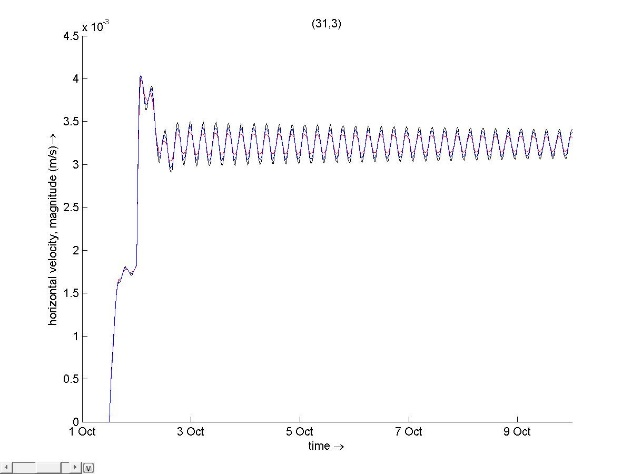 (31,3)
x 10-3
4.5
4
3.5
3
2.5
2
1.5
1
0.5
0
horizontal velocity, magnitude (m/s) →
1 Oct 3 Oct 5 Oct 7 Oct 9 Oct
time →
v